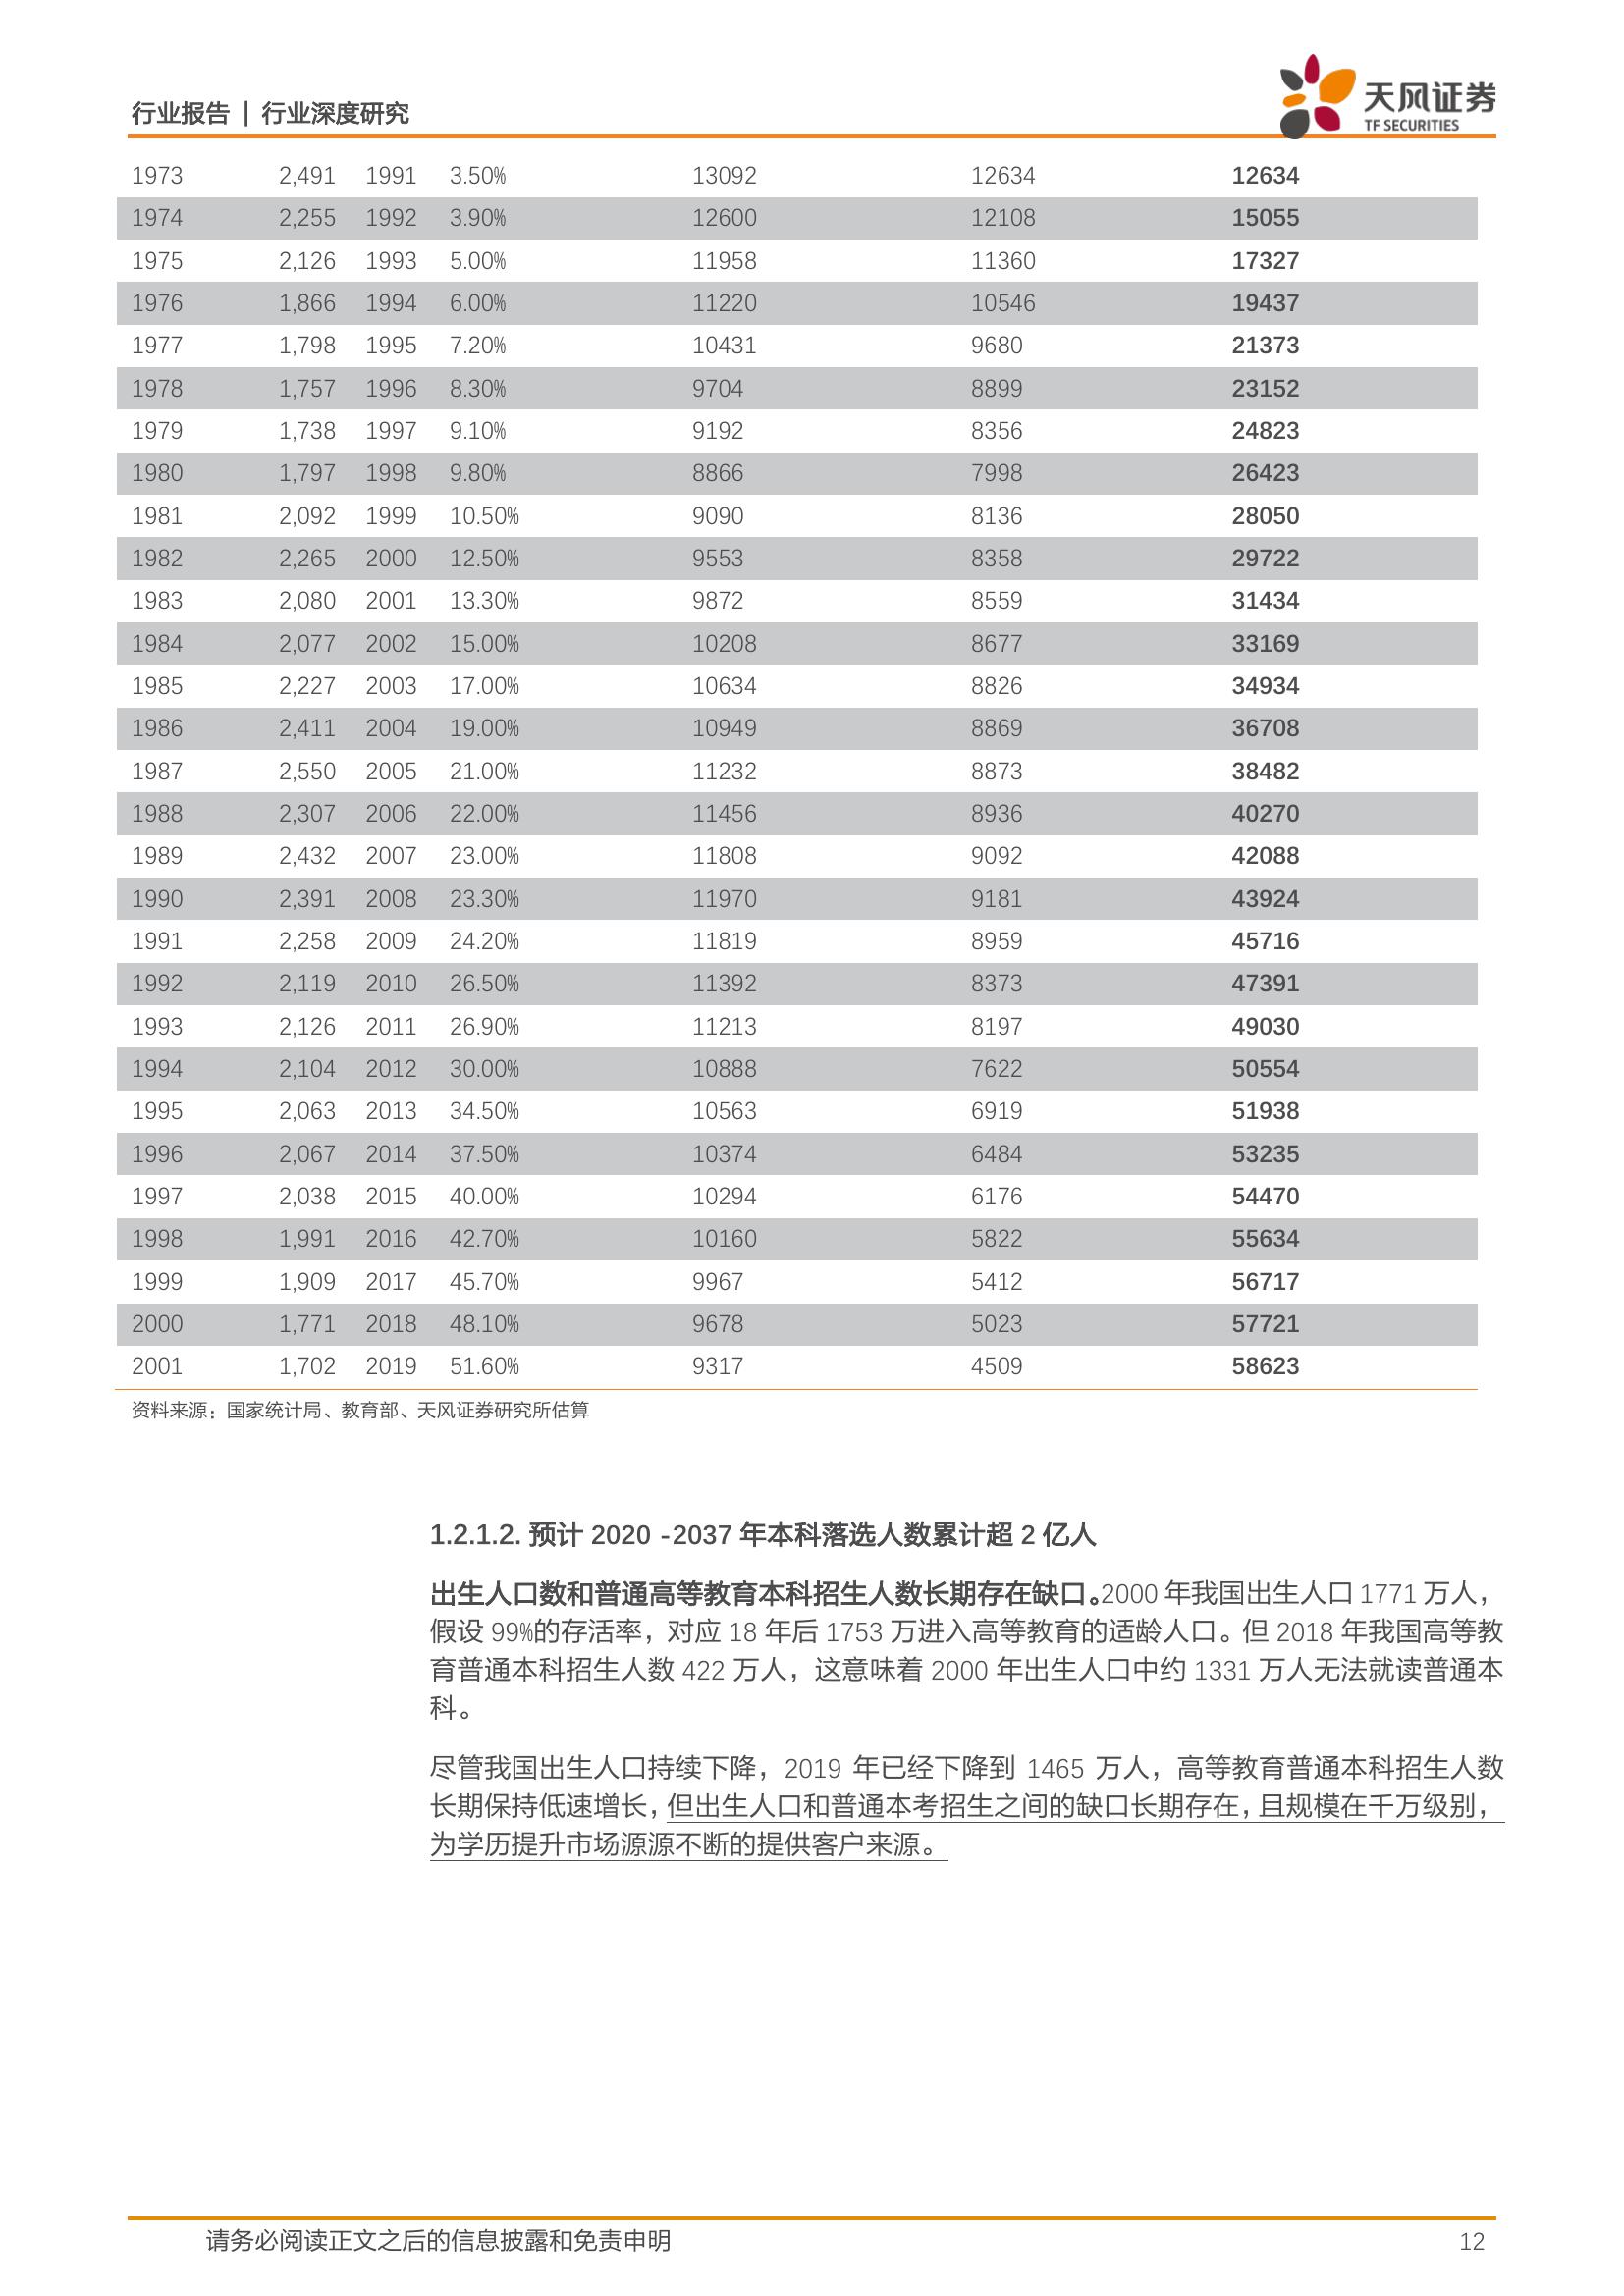 行业报告 | 行业深度研究
天风证券
TF SECURITIES
1973 2,491 1991 3.50% 13092 12634 12634
1974 2,255 1992 3.90% 12600 12108 15055
1975 2,126 1993 5.00% 11958 11360 17327
1976 1,866 1994 6.00% 11220 10546 19437
1977 1,798 1995 7.20% 10431 9680 21373
1978 1,757 1996 8.30% 9704 8899 23152
1979 1,738 1997 9.10% 9192 8356 24823
1980 1,797 1998 9.80% 8866 7998 26423
1981 2,092 1999 10.50% 9090 8136 28050
1982 2,265 2000 12.50% 9553 8358 29722
1983 2,080 2001 13.30% 9872 8559 31434
1984 2,077 2002 15.00% 10208 8677 33169
1985 2,227 2003 17.00% 10634 8826 34934
1986 2,411 2004 19.00% 10949 8869 36708
1987 2,550 2005 21.00% 11232 8873 38482
1988 2,307 2006 22.00% 11456 8936 40270
1989 2,432 2007 23.00% 11808 9092 42088
1990 2,391 2008 23.30% 11970 9181 43924
1991 2,258 2009 24.20% 11819 8959 45716
1992 2,119 2010 26.50% 11392 8373 47391
1993 2,126 2011 26.90% 11213 8197 49030
1994 2,104 2012 30.00% 10888 7622 50554
1995 2,063 2013 34.50% 10563 6919 51938
1996 2,067 2014 37.50% 10374 6484 53235
1997 2,038 2015 40.00% 10294 6176 54470
1998 1,991 2016 42.70% 10160 5822 55634
1999 1,909 2017 45.70% 9967 5412 56717
2000 1,771 2018 48.10% 9678 5023 57721
2001 1,702 2019 51.60% 9317 4509 58623
资料来源：国家统计局、教育部、天风证券研究所估算
1.2.1.2. 预计 2020 -2037 年本科落选人数累计超 2 亿人
出生人口数和普通高等教育本科招生人数长期存在缺口。2000 年我国出生人口 1771 万人，
假设 99%的存活率，对应 18 年后 1753 万进入高等教育的适龄人口。但 2018 年我国高等教
育普通本科招生人数 422 万人，这意味着 2000 年出生人口中约 1331 万人无法就读普通本
科。
尽管我国出生人口持续下降，2019 年已经下降到 1465 万人，高等教育普通本科招生人数
长期保持低速增长，但出生人口和普通本考招生之间的缺口长期存在，且规模在千万级别，
为学历提升市场源源不断的提供客户来源。
请务必阅读正文之后的信息披露和免责申明 12